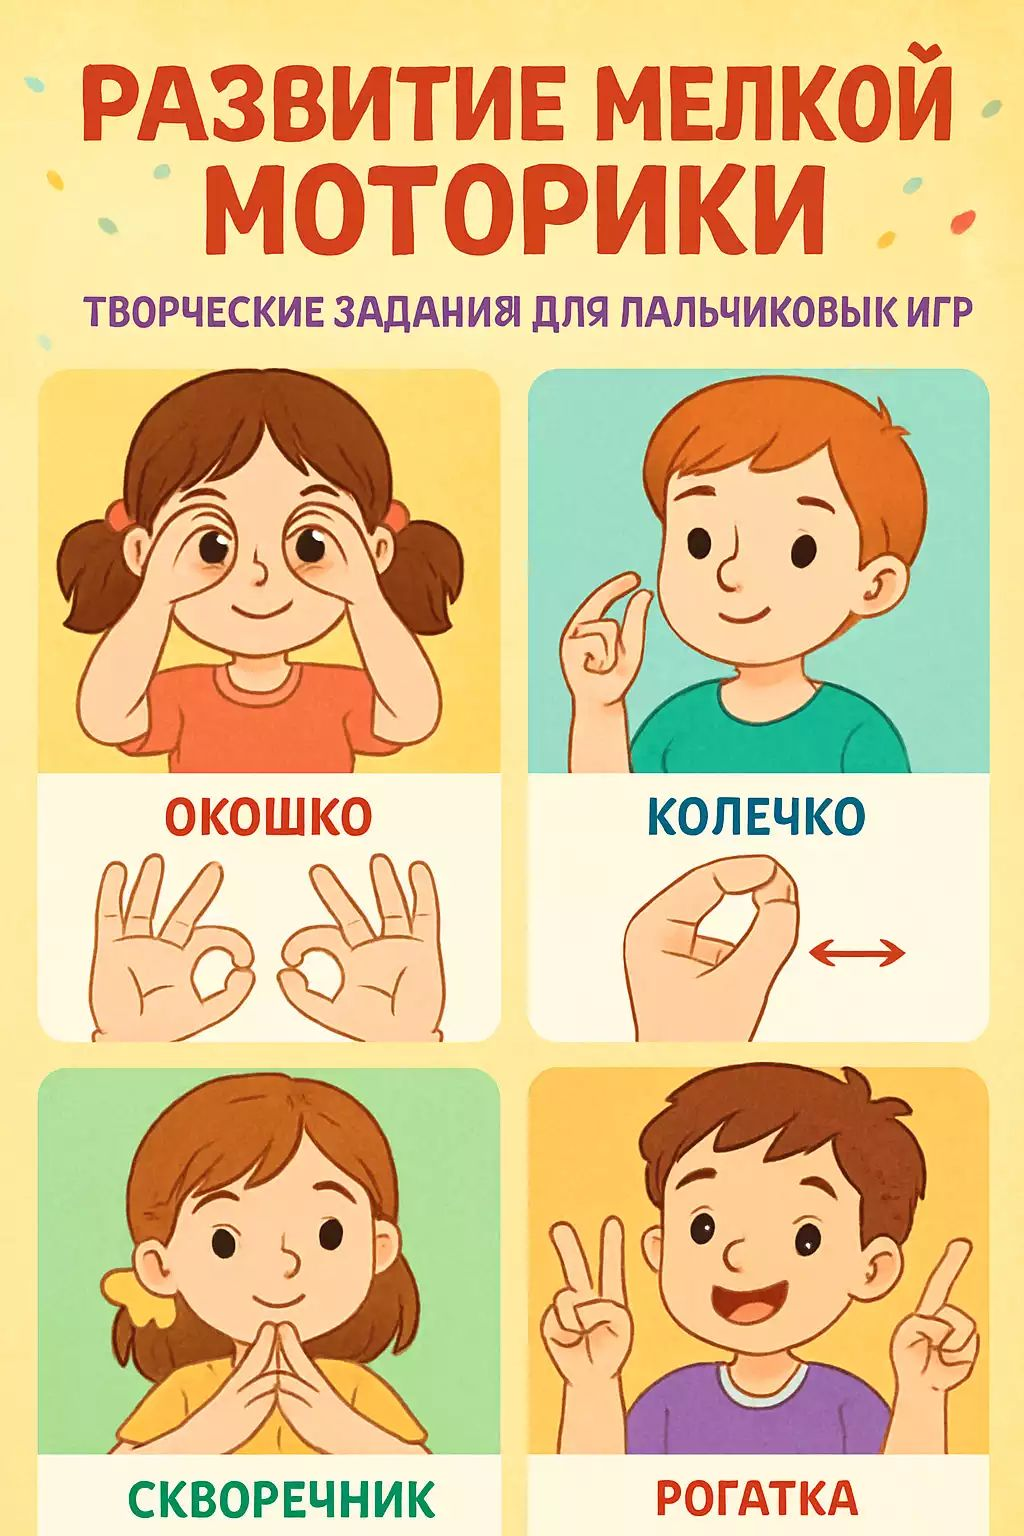 РАЗВИТИЕ МЕЛКОЙ
МОТОРИКИ
ТВОРЧЕСКИЕ ЗАДАНИЯ ДЛЯ ПАЛЬЧИКОВЫК ИГР
ОКОШКО
КОЛЕЧКО
СКВОРЕЧНИК
РОГАТКА